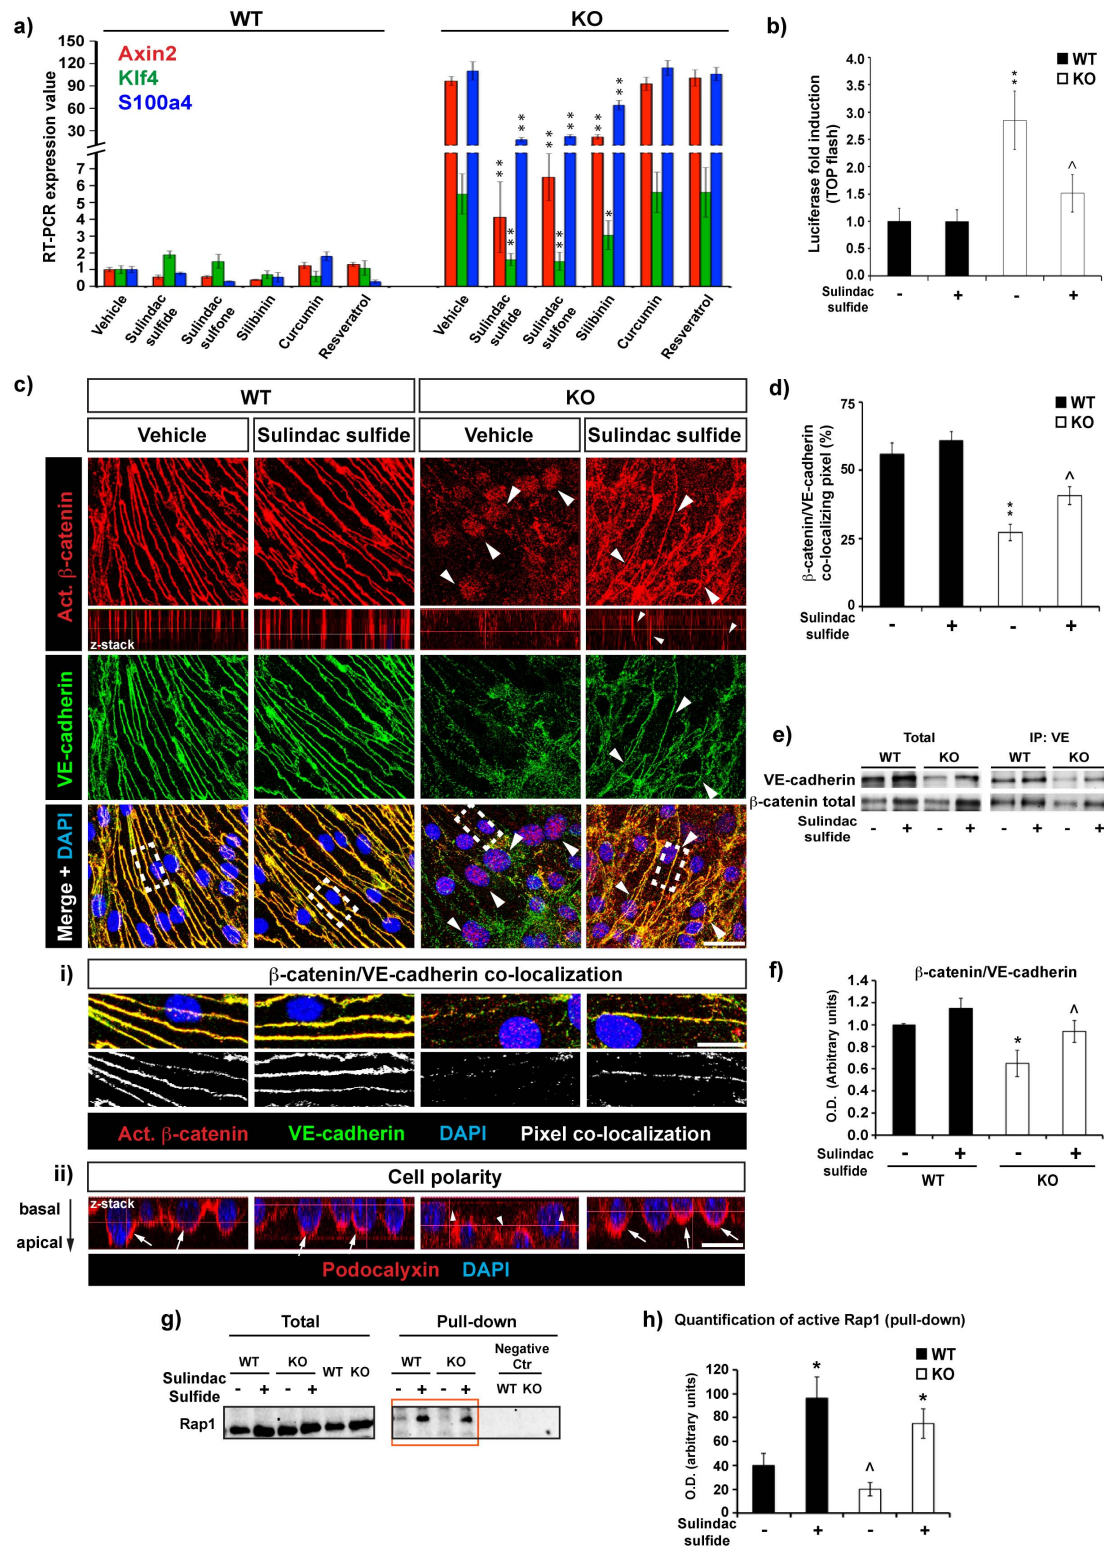 a)
WT
KO
Axin2
Klf4
S100a4
RT-PCR expression value
150
120
90
60
30
7
6
5
4
3
2
1
0
** ** ** ** ** ** ** * **
Vehicle
Sulindac sulfide
Sulindac sulfone
Silibinin
Curcumin
Resveratrol
Vehicle
Sulindac sulfide
Sulindac sulfone
Silibinin
Curcumin
Resveratrol
b)
WT
KO
Luciferase fold induction
(TOP flash)
4.0
3.5
3.0
2.5
2.0
1.5
1.0
0.5
0.0
** ^
Sulindac
sulfide
- + - +
c)
WT KO
Vehicle Sulindac sulfide Vehicle Sulindac sulfide
Act. β-catenin
z-stack
VE-cadherin
Merge + DAPI
i)
β-catenin/VE-cadherin co-localization
Act. β-catenin VE-cadherin DAPI Pixel co-localization
ii)
Cell polarity
basal
apical
z-stack
Podocalyxin DAPI
d)
WT
KO
β-catenin/VE-cadherin
co-localizing pixel (%)
75
50
25
0
** ^
Sulindac
sulfide
- + - +
e)
Total IP: VE
WT KO WT KO
VE-cadherin
β-catenin total
Sulindac
sulfide
- + - + - + - +
f)
β-catenin/VE-cadherin
O.D. (Arbitrary units)
1.4
1.2
1.0
0.8
0.6
0.4
0.2
0.0
* ^
Sulindac
sulfide
- + - +
WT KO
g)
Total Pull-down
Negative
Ctr
WT KO WT KO WT KO WT KO
Sulindac
Sulfide
- + - + - + - +
Rap1
h) Quantification of active Rap1 (pull-down)
WT
KO
O.D. (arbitrary units)
120
100
80
60
40
20
0
* ^ *
Sulindac
sulfide
- + - +